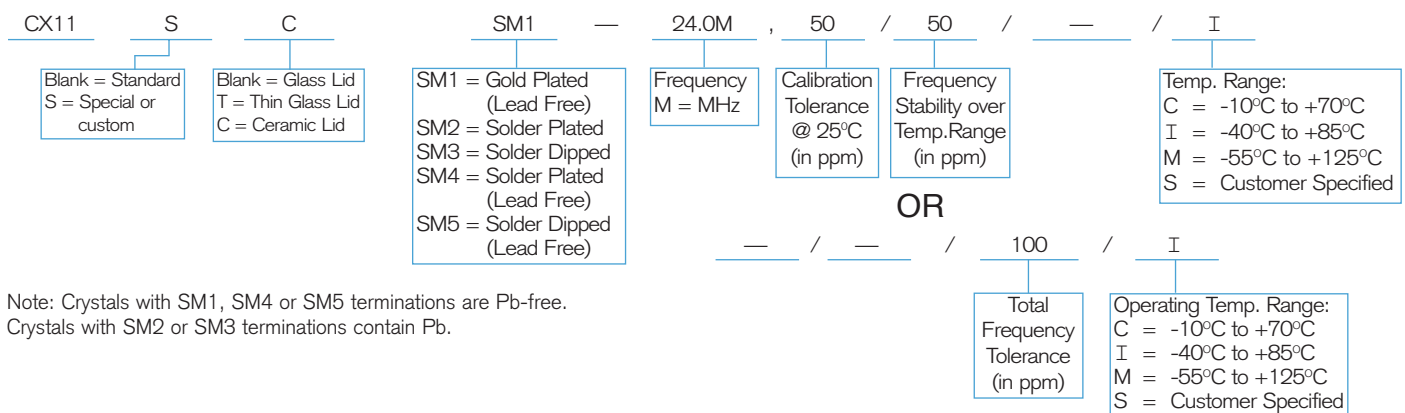 CX11 S C SM1 — 24.0M , 50 / 50 / — / I
Blank = Standard
S = Special or
custom
Blank = Glass Lid
T = Thin Glass Lid
C = Ceramic Lid
SM1 = Gold Plated
(Lead Free)
SM2 = Solder Plated
SM3 = Solder Dipped
SM4 = Solder Plated
(Lead Free)
SM5 = Solder Dipped
(Lead Free)
Frequency
M = MHz
Calibration
Tolerance
@ 25°C
(in ppm)
Frequency
Stability over
Temp.Range
(in ppm)
Temp. Range:
C = -10°C to +70°C
I = -40°C to +85°C
M = -55°C to +125°C
S = Customer Specified
OR
— / — / 100 / I
Total
Frequency
Tolerance
(in ppm)
Operating Temp. Range:
C = -10°C to +70°C
I = -40°C to +85°C
M = -55°C to +125°C
S = Customer Specified
Note: Crystals with SM1, SM4 or SM5 terminations are Pb-free.
Crystals with SM2 or SM3 terminations contain Pb.